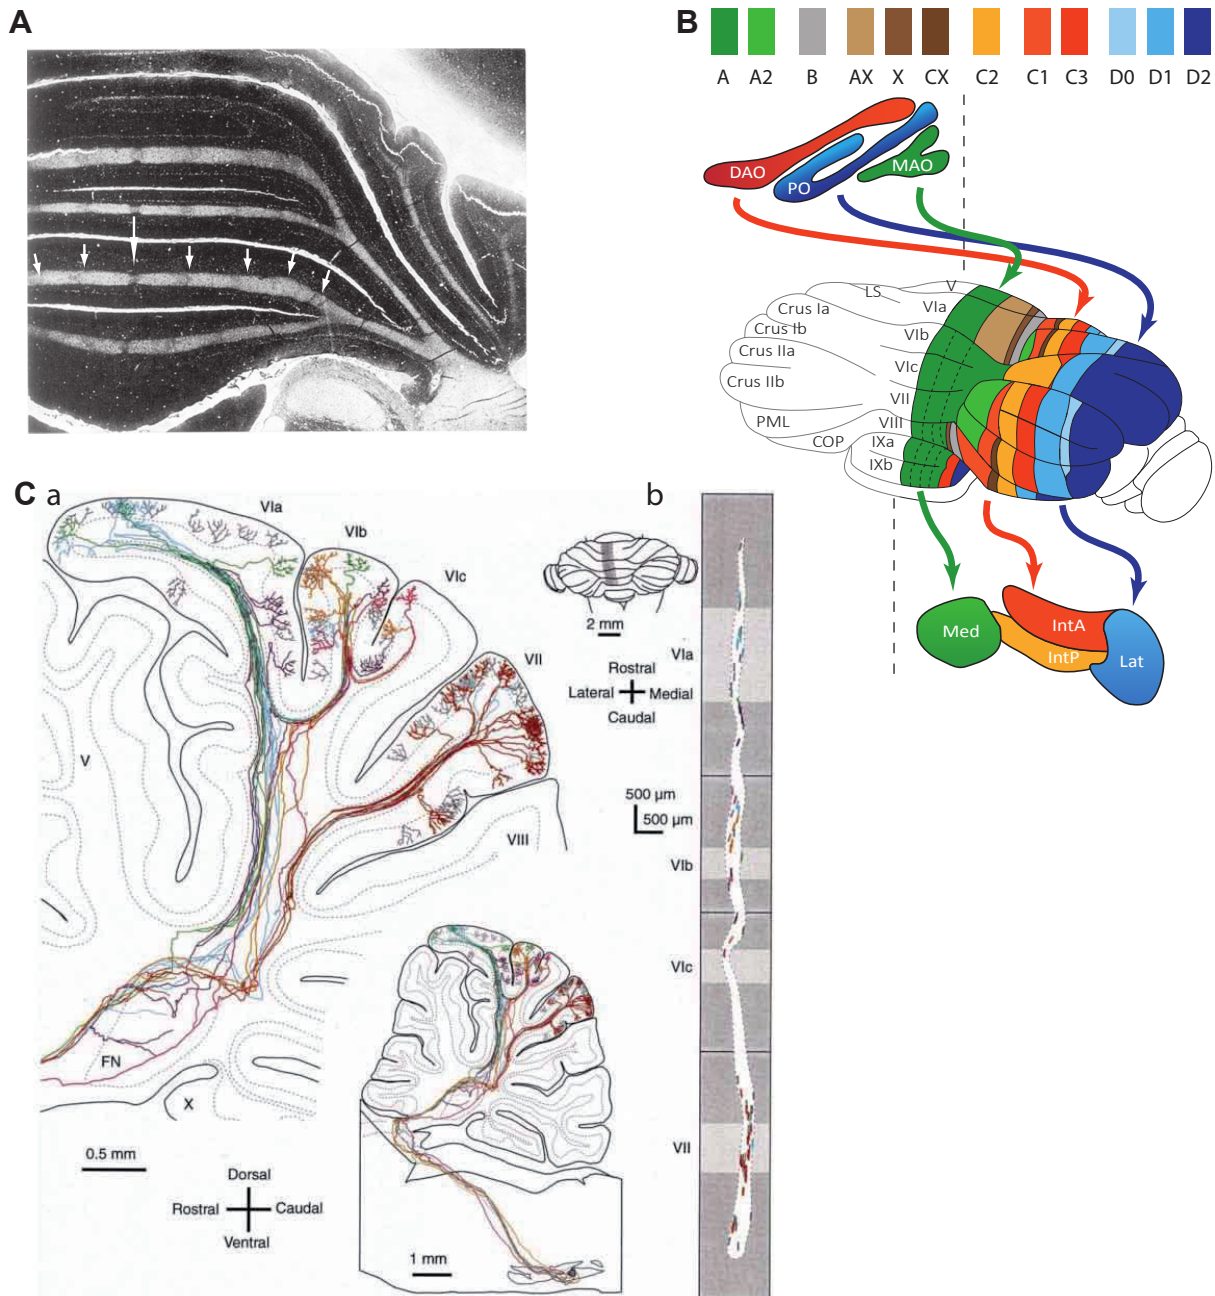 A
B
A A2 B AX X CX C2 C1 C3 D0 D1 D2
DAO
PO
MAO
LS
V
Crus Ia
VIa
Crus Ib
VIb
Crus IIa
VIc
Crus IIb
VII
PML
VIII
COP
IXa
IXb
Med
IntA
IntP
Lat
C
a
VIa
VIb
VIc
VII
V
VIII
FN
X
0.5 mm
Dorsal
Rostral Caudal
Ventral
1 mm
b
2 mm
Rostral
Lateral Medial
Caudal
500 µm
500 µm
VIa
VIb
VIc
VII